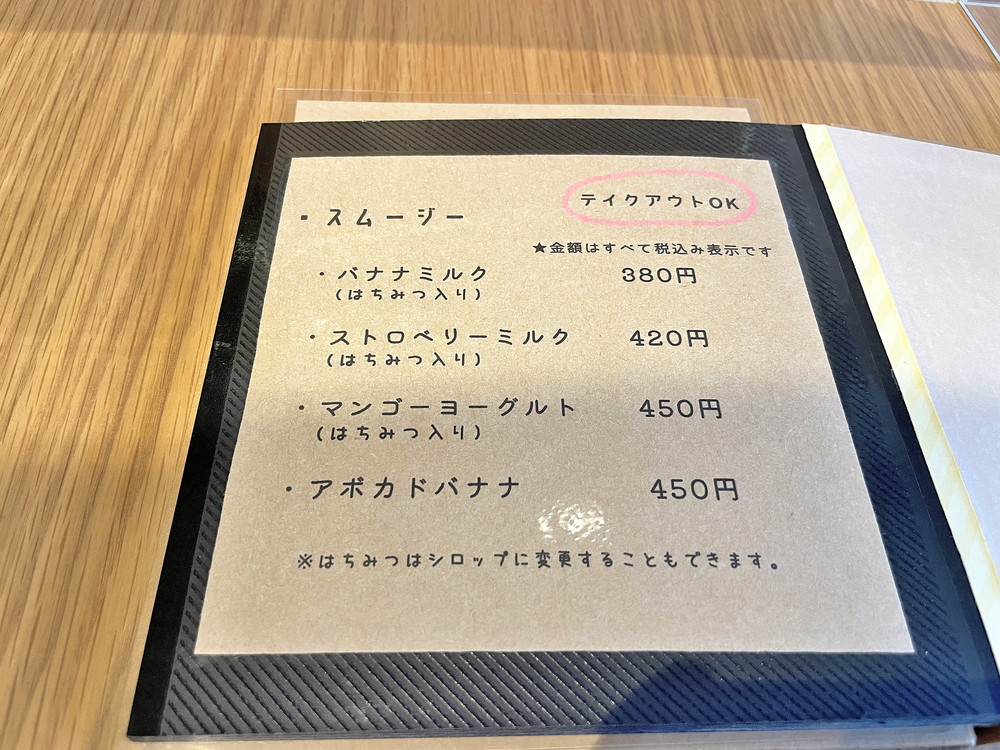 テイクアウトOK
・スムージー
★金額はすべて税込み表示です
・バナナミルク 380円
(はちみつ入り)
・ストロベリーミルク 420円
(はちみつ入り)
・マンゴーヨーグルト 450円
(はちみつ入り)
・アボカドバナナ 450円
※はちみつはシロップに変更することもできます。